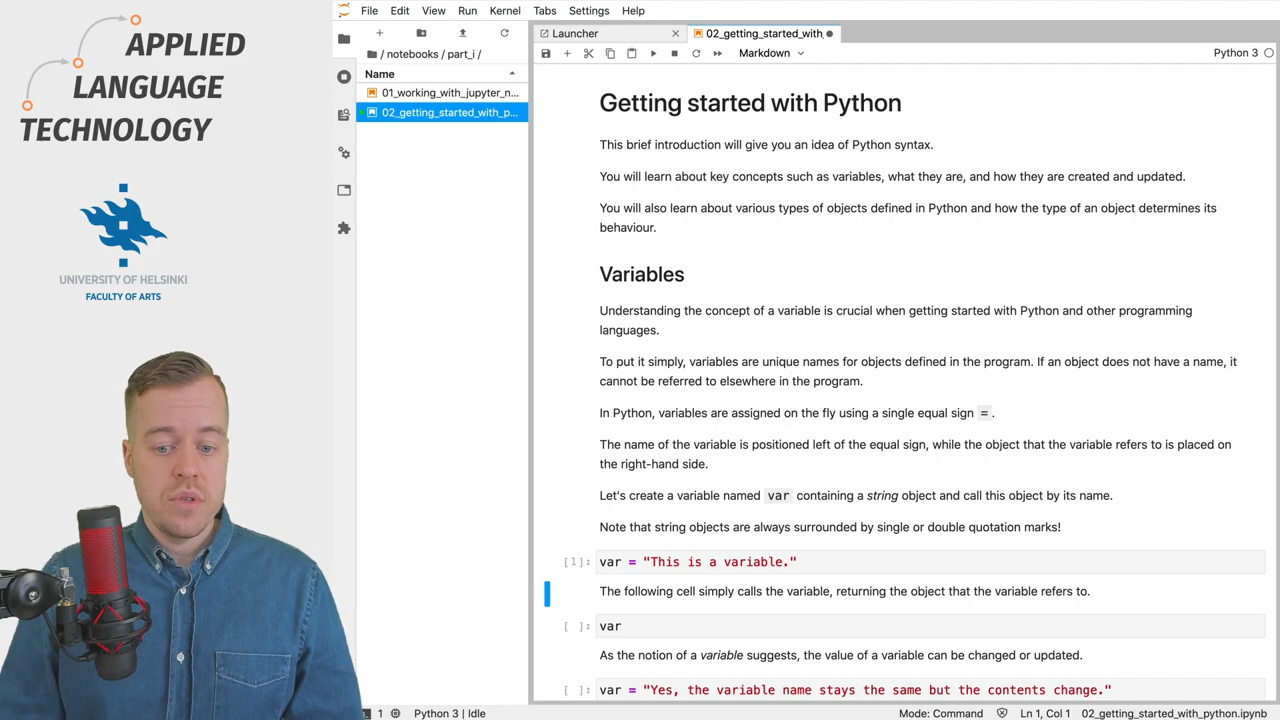 APPLIED
LANGUAGE
TECHNOLOGY
UNIVERSITY OF HELSINKI
FACULTY OF ARTS
File Edit View Run Kernel Tabs Settings Help
/ notebooks / part_i /
Name
01_working_with_jupyter_n...
02_getting_started_with_p...
Launcher
02_getting_started_with_
Markdown
Python 3
Getting started with Python
This brief introduction will give you an idea of Python syntax.
You will learn about key concepts such as variables, what they are, and how they are created and updated.
You will also learn about various types of objects defined in Python and how the type of an object determines its
behaviour.
Variables
Understanding the concept of a variable is crucial when getting started with Python and other programming
languages.
To put it simply, variables are unique names for objects defined in the program. If an object does not have a name, it
cannot be referred to elsewhere in the program.
In Python, variables are assigned on the fly using a single equal sign = .
The name of the variable is positioned left of the equal sign, while the object that the variable refers to is placed on
the right-hand side.
Let's create a variable named var containing a string object and call this object by its name.
Note that string objects are always surrounded by single or double quotation marks!
[1]: var = "This is a variable."
The following cell simply calls the variable, returning the object that the variable refers to.
[ ]: var
As the notion of a variable suggests, the value of a variable can be changed or updated.
[ ]: var = "Yes, the variable name stays the same but the contents change."
1 Python 3 | Idle
Mode: Command Ln 1, Col 1 02_getting_started_with_python.ipynb